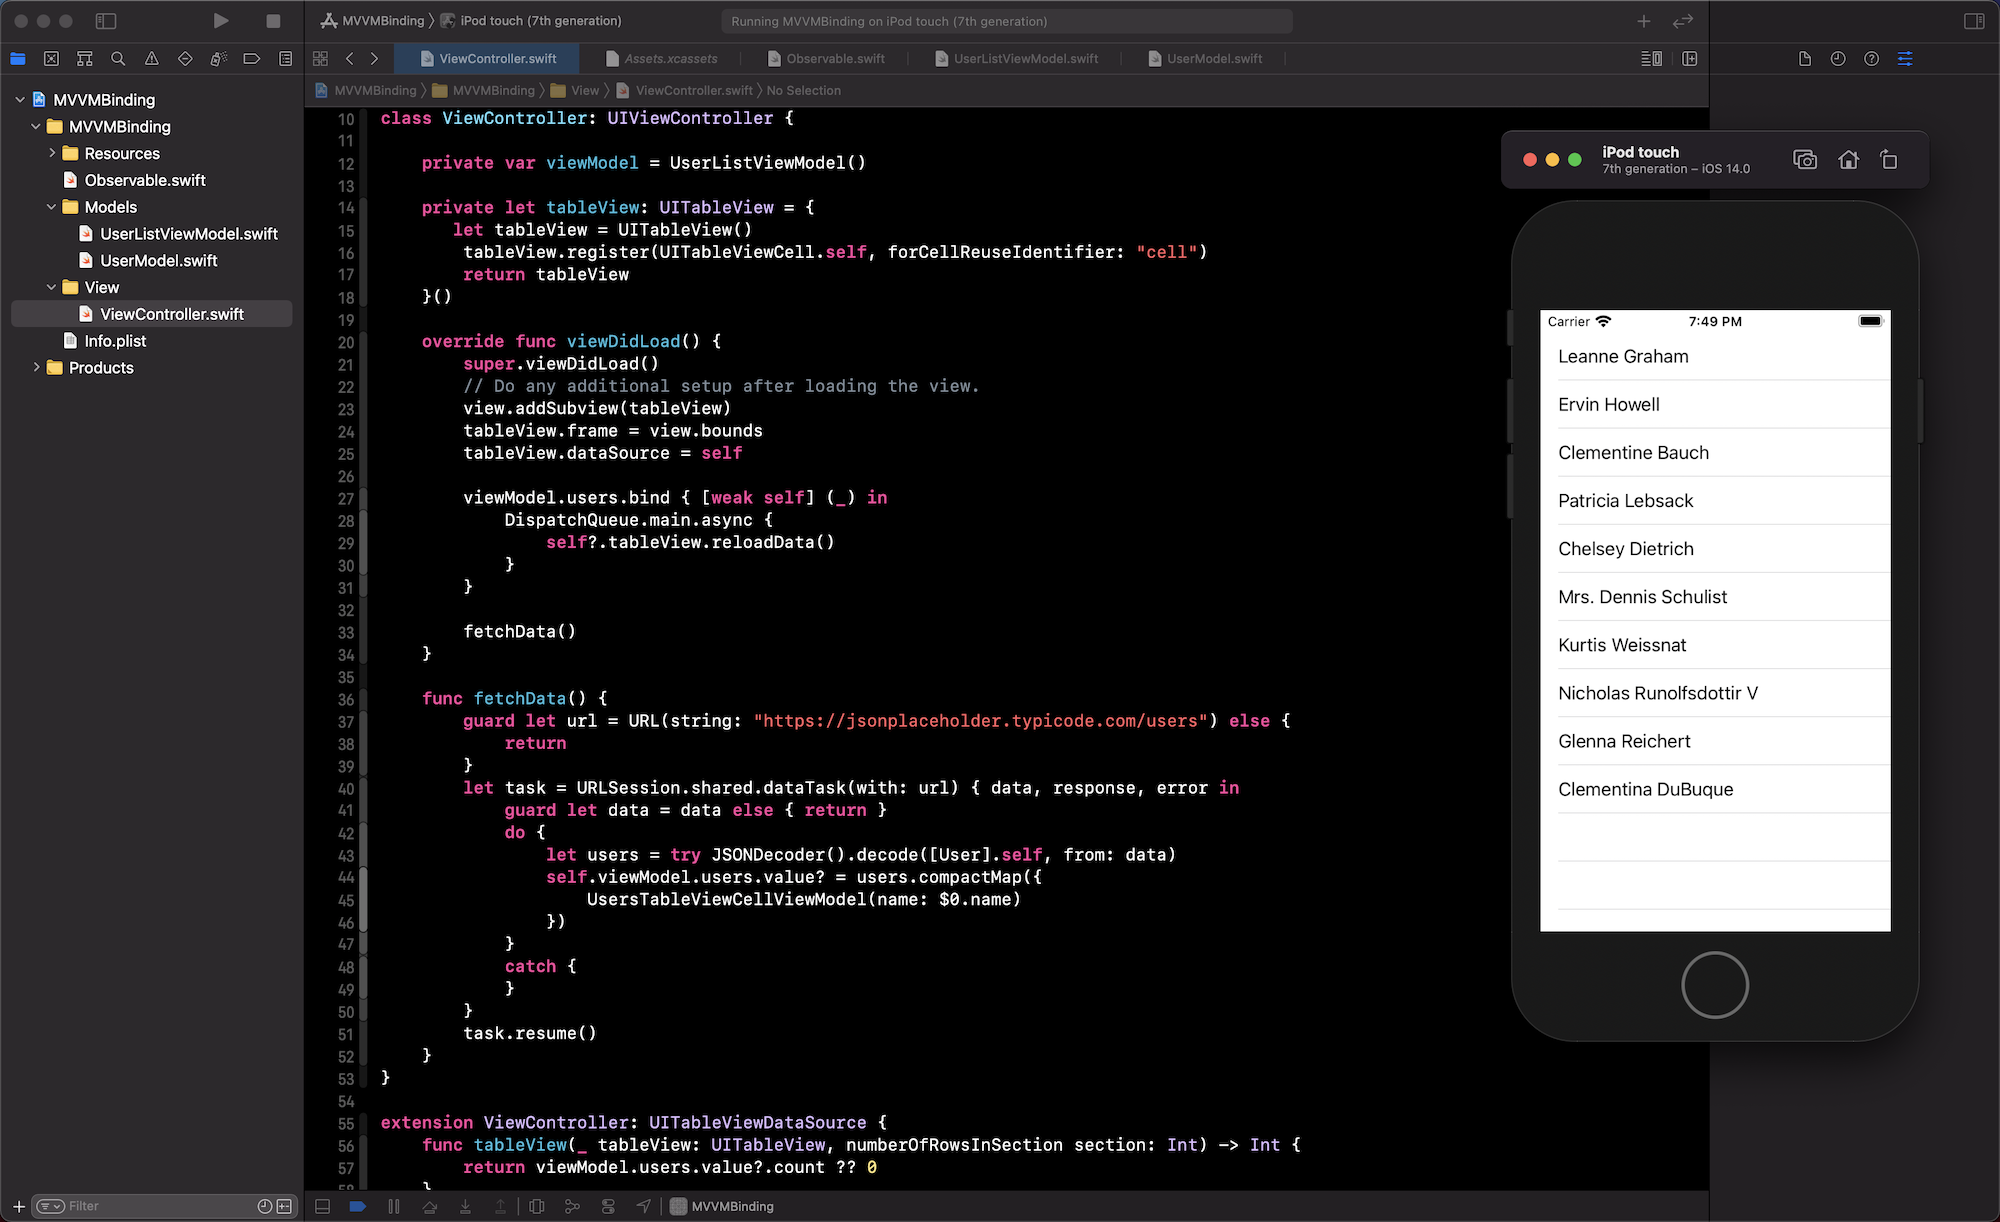 MVVMBinding 〉 iPod touch (7th generation)
Running MVVMBinding on iPod touch (7th generation)
ViewController.swift
Assets.xcassets
Observable.swift
UserListViewModel.swift
UserModel.swift
MVVMBinding 〉 MVVMBinding 〉 View 〉 ViewController.swift 〉 No Selection
MVVMBinding
MVVMBinding
Resources
Observable.swift
Models
UserListViewModel.swift
UserModel.swift
View
ViewController.swift
Info.plist
Products
Filter
10 class ViewController: UIViewController {
11
12     private var viewModel = UserListViewModel()
13
14     private let tableView: UITableView = {
15        let tableView = UITableView()
16         tableView.register(UITableViewCell.self, forCellReuseIdentifier: "cell")
17         return tableView
18     }()
19
20     override func viewDidLoad() {
21         super.viewDidLoad()
22         // Do any additional setup after loading the view.
23         view.addSubview(tableView)
24         tableView.frame = view.bounds
25         tableView.dataSource = self
26
27         viewModel.users.bind { [weak self] (_) in
28             DispatchQueue.main.async {
29                 self?.tableView.reloadData()
30             }
31         }
32
33         fetchData()
34     }
35
36     func fetchData() {
37         guard let url = URL(string: "https://jsonplaceholder.typicode.com/users") else {
38             return
39         }
40         let task = URLSession.shared.dataTask(with: url) { data, response, error in
41             guard let data = data else { return }
42             do {
43                 let users = try JSONDecoder().decode([User].self, from: data)
44                 self.viewModel.users.value? = users.compactMap({
45                     UsersTableViewCellViewModel(name: $0.name)
46                 })
47             }
48             catch {
49             }
50         }
51         task.resume()
52     }
53 }
54
55 extension ViewController: UITableViewDataSource {
56     func tableView(_ tableView: UITableView, numberOfRowsInSection section: Int) -> Int {
57         return viewModel.users.value?.count ?? 0
58     }
MVVMBinding
iPod touch
7th generation – iOS 14.0
Carrier 7:49 PM
Leanne Graham
Ervin Howell
Clementine Bauch
Patricia Lebsack
Chelsey Dietrich
Mrs. Dennis Schulist
Kurtis Weissnat
Nicholas Runolfsdottir V
Glenna Reichert
Clementina DuBuque